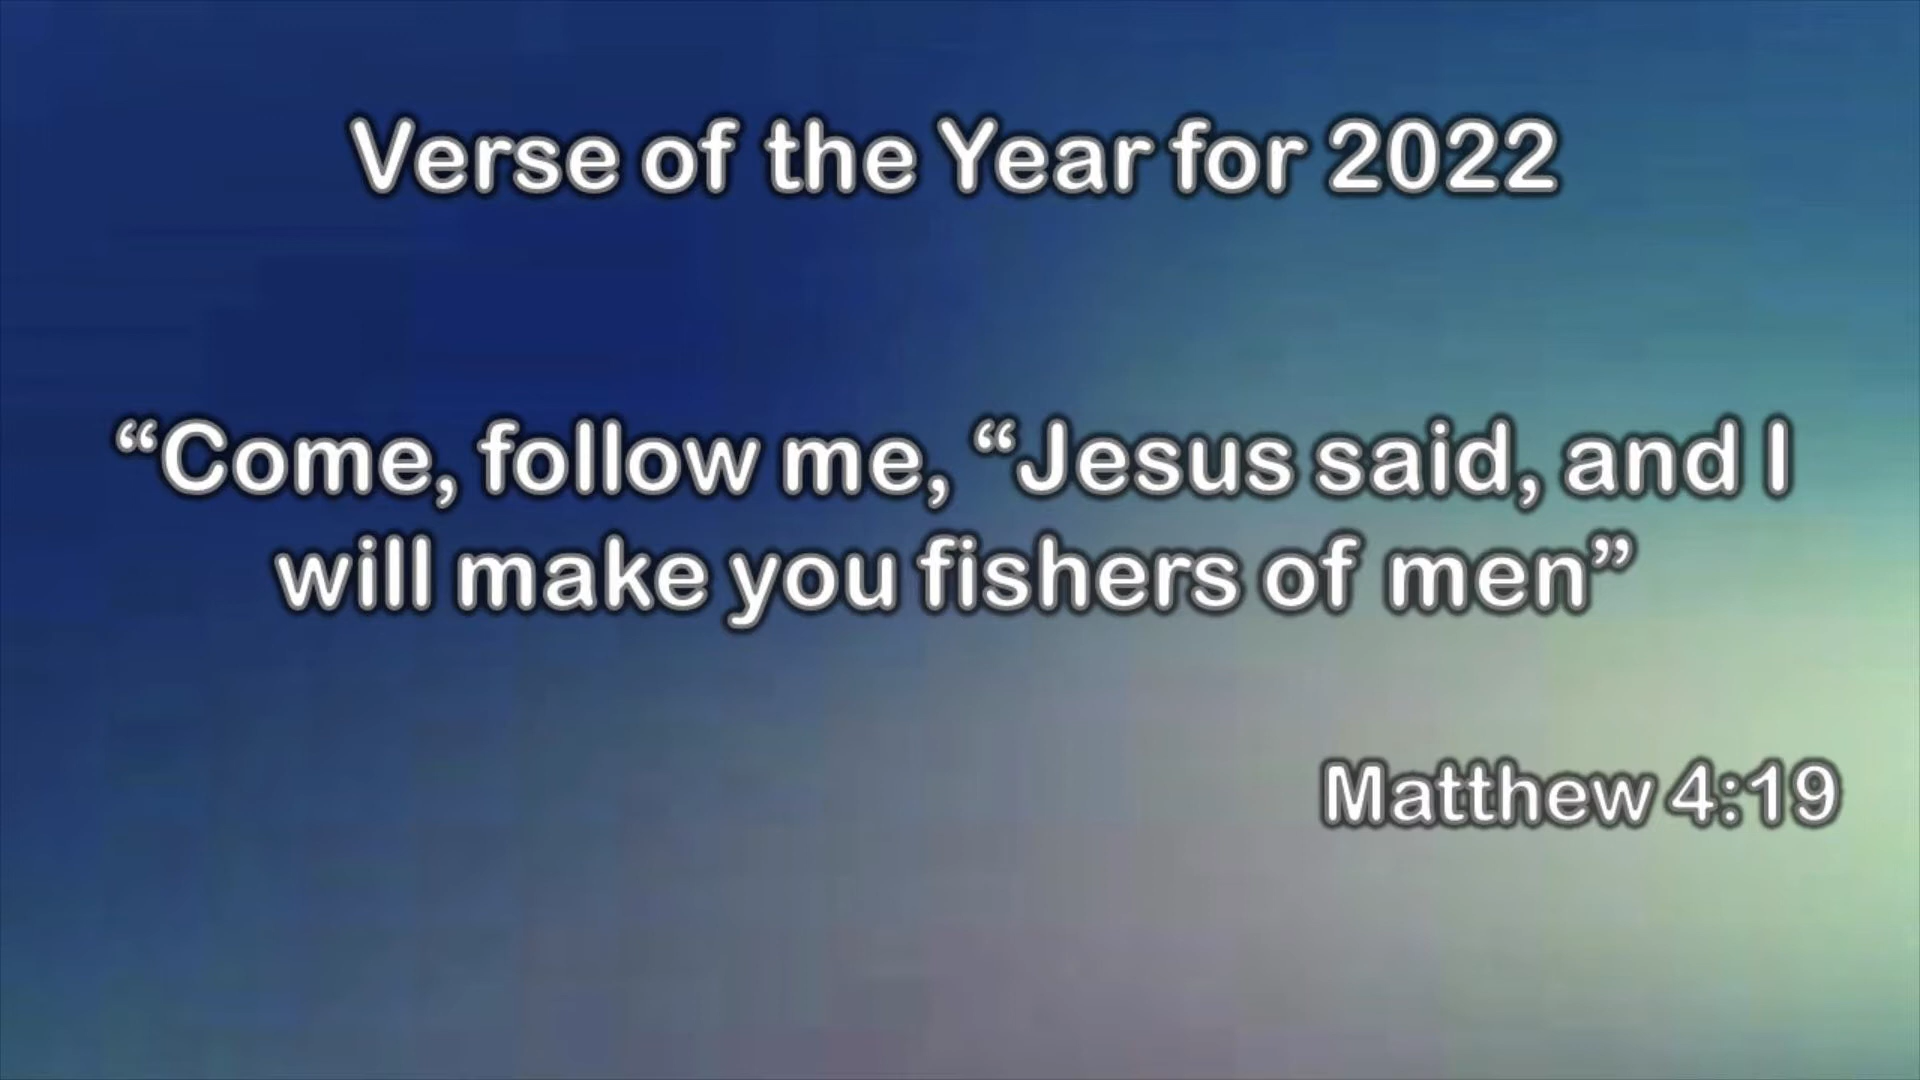 Verse of the Year for 2022
“Come, follow me, “Jesus said, and I
will make you fishers of men”
Matthew 4:19